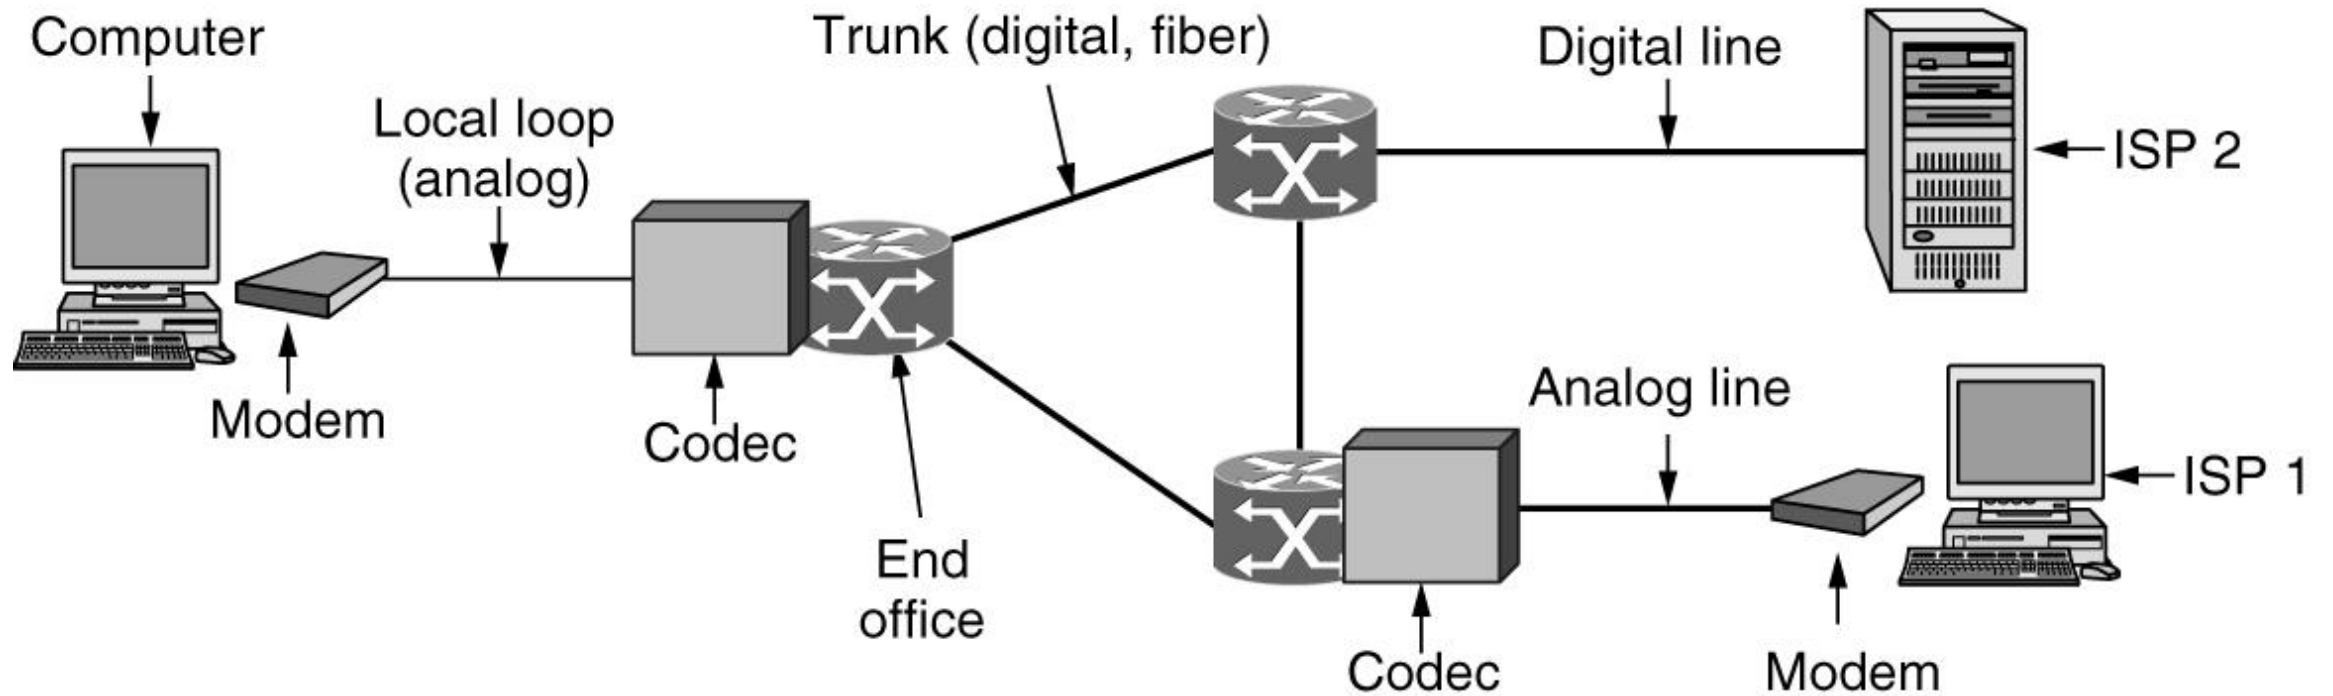 Computer
Trunk (digital, fiber)
Digital line
Local loop
(analog)
ISP 2
Modem
Codec
Analog line
ISP 1
End
office
Codec
Modem